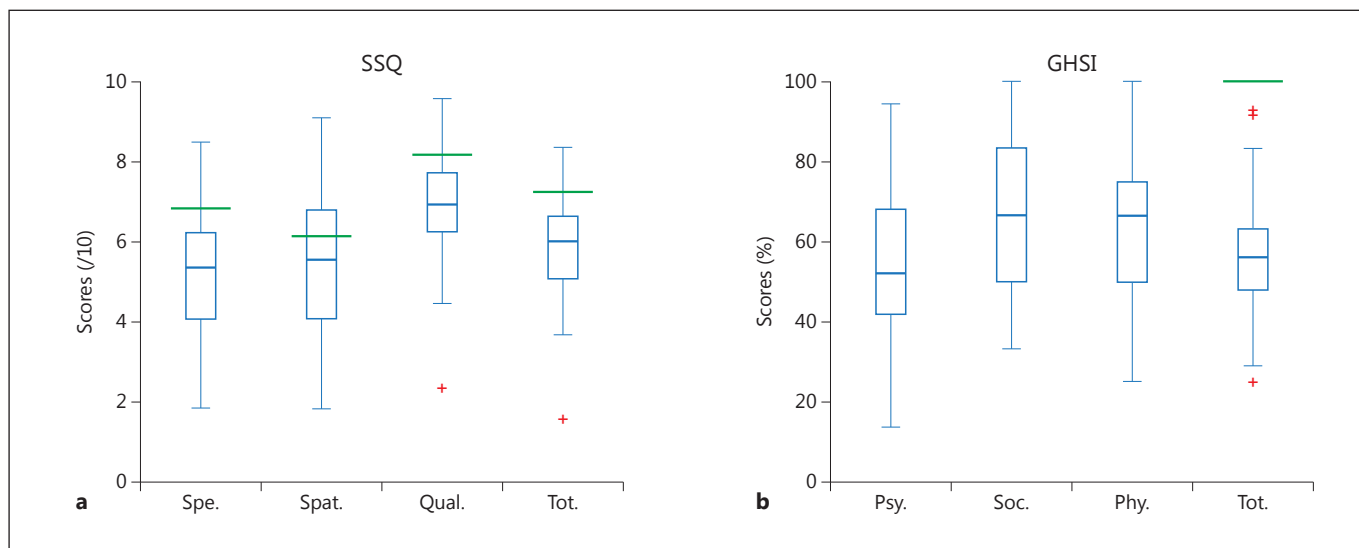 SSQ
10
8
6
4
2
0
Scores (/10)
Spe.
Spat.
Qual.
Tot.
a
GHSI
100
80
60
40
20
0
Scores (%)
Psy.
Soc.
Phy.
Tot.
b